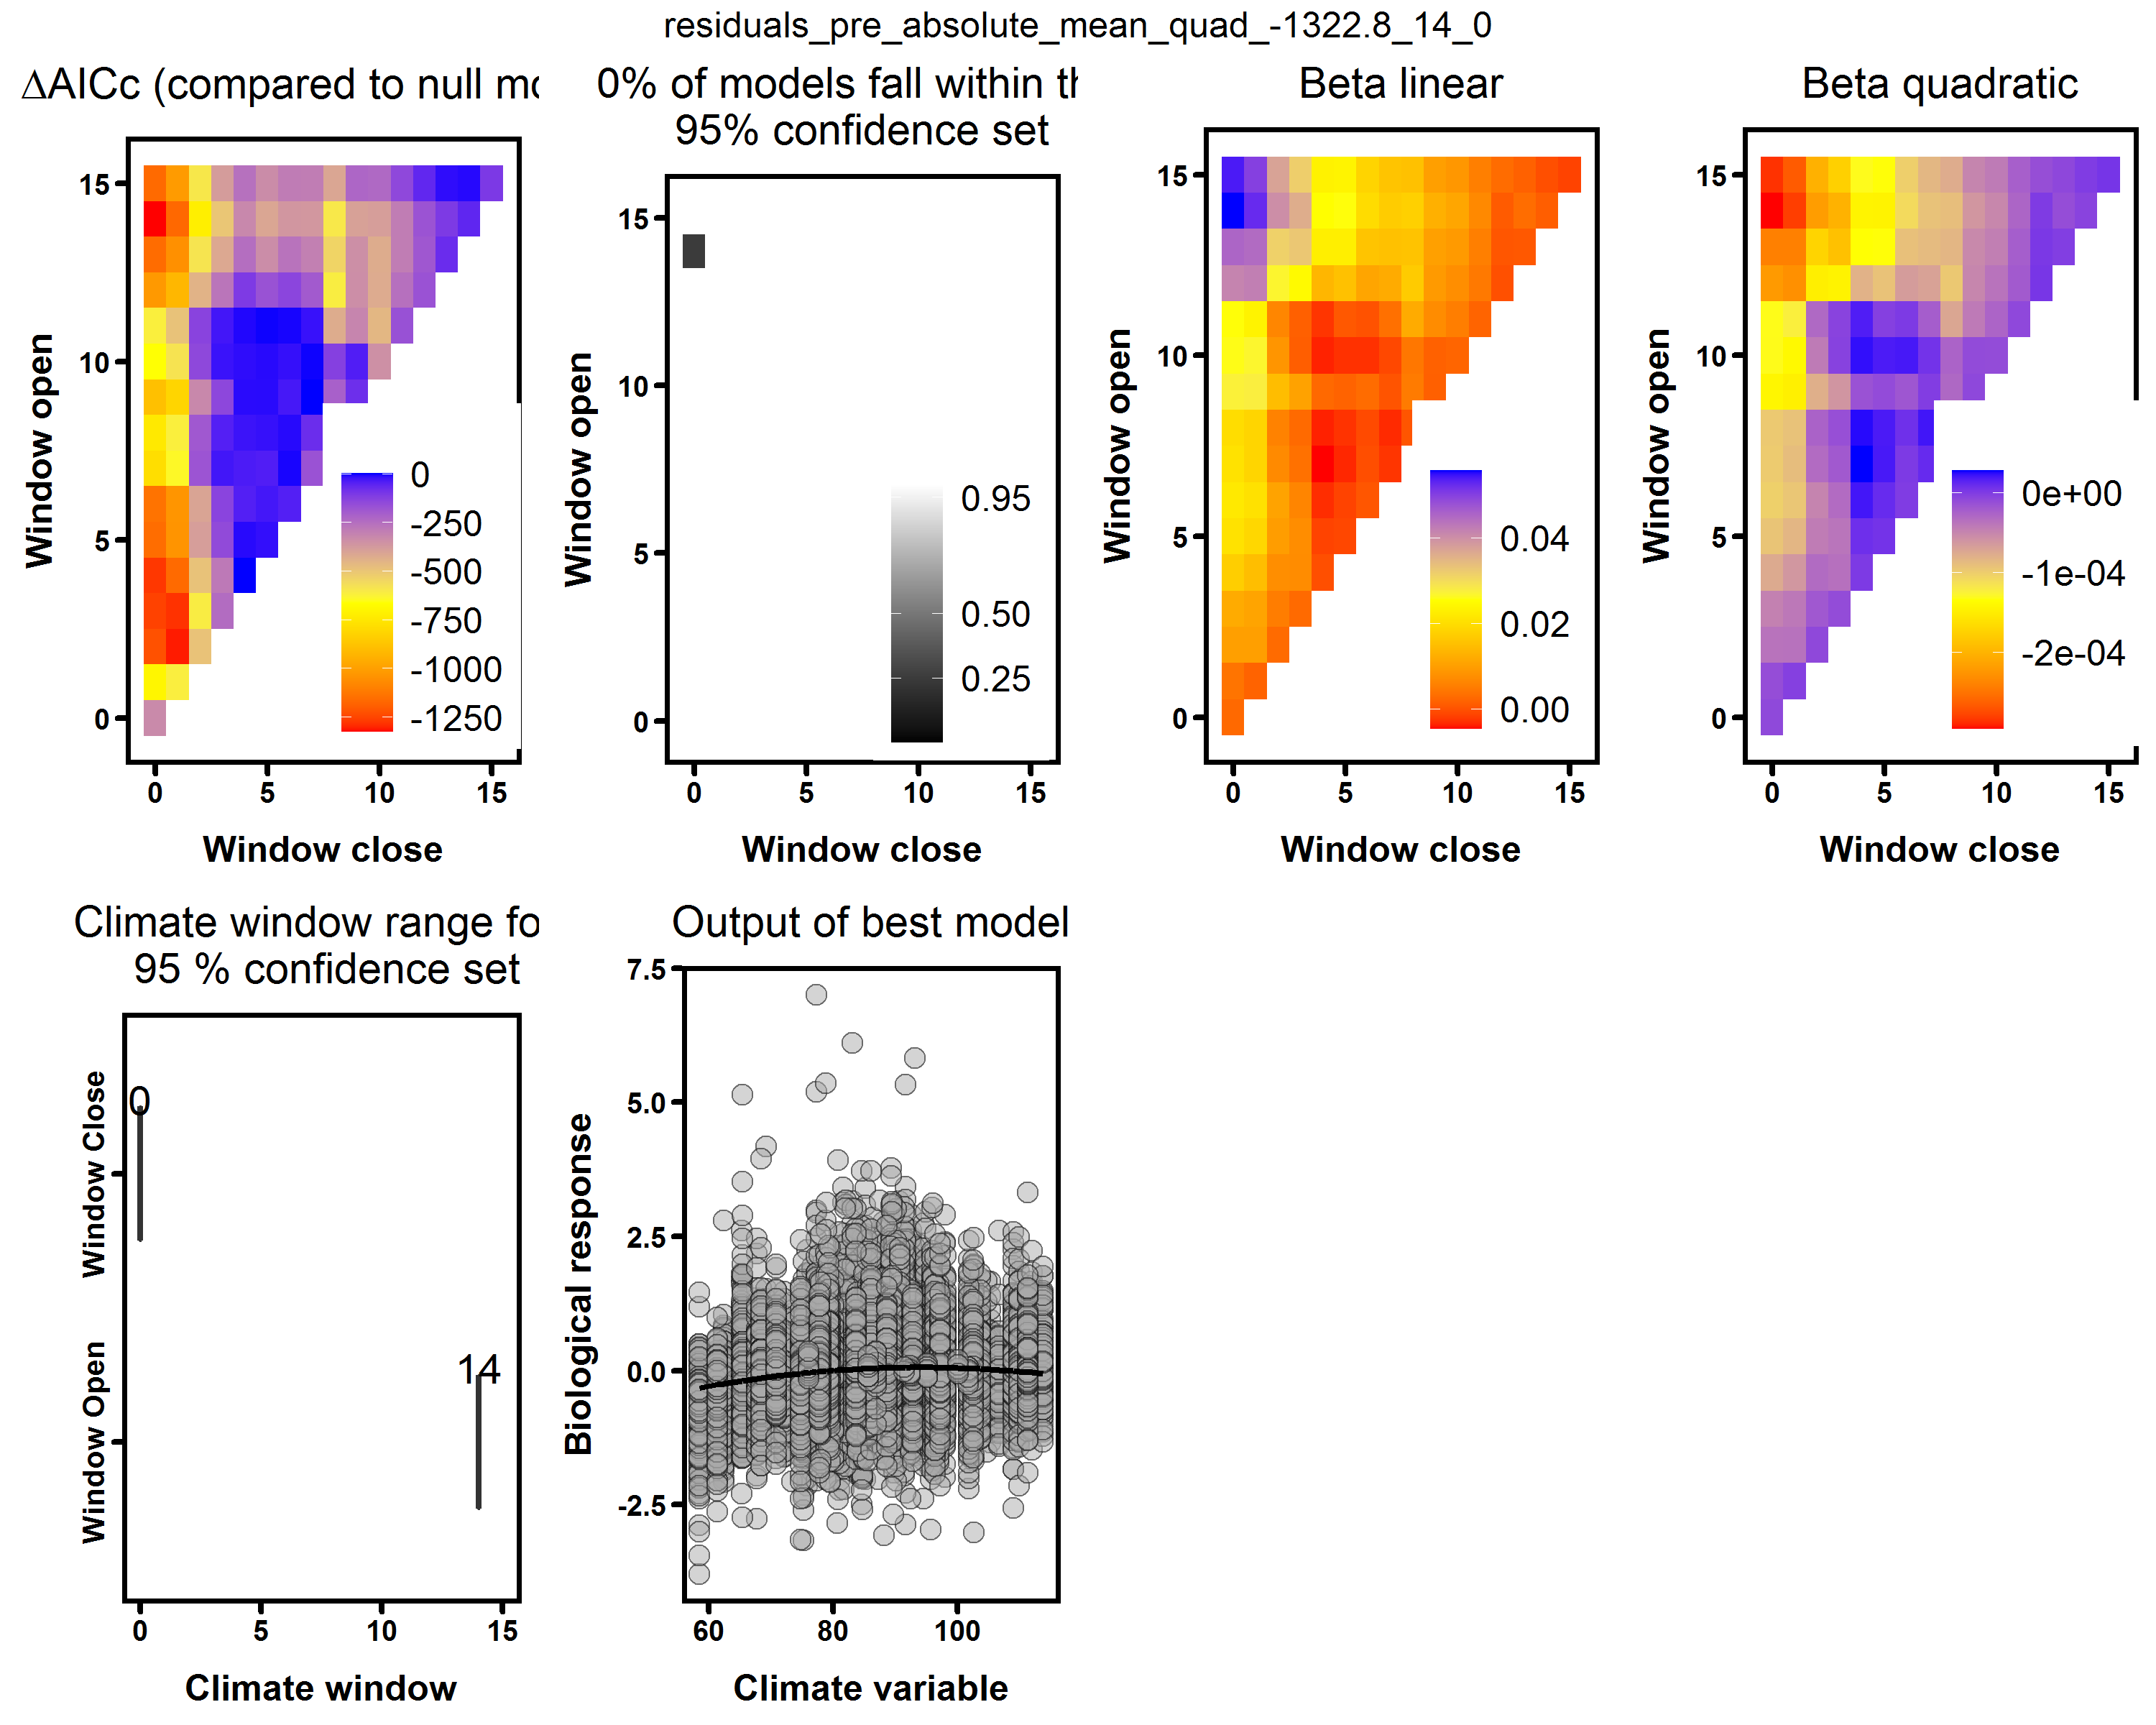 residuals_pre_absolute_mean_quad_-1322.8_14_0
ΔAICc (compared to null mo
15
10
5
0
Window open
0
-250
-500
-750
-1000
-1250
0 5 10 15
Window close
0% of models fall within th
95% confidence set
15
10
5
0
Window open
0.95
0.50
0.25
0 5 10 15
Window close
Beta linear
15
10
5
0
Window open
0.04
0.02
0.00
0 5 10 15
Window close
Beta quadratic
15
10
5
0
Window open
0e+00
-1e-04
-2e-04
0 5 10 15
Window close
Climate window range fo
95 % confidence set
Window Close
Window Open
0
14
0 5 10 15
Climate window
Output of best model
7.5
5.0
2.5
0.0
-2.5
Biological response
60 80 100
Climate variable